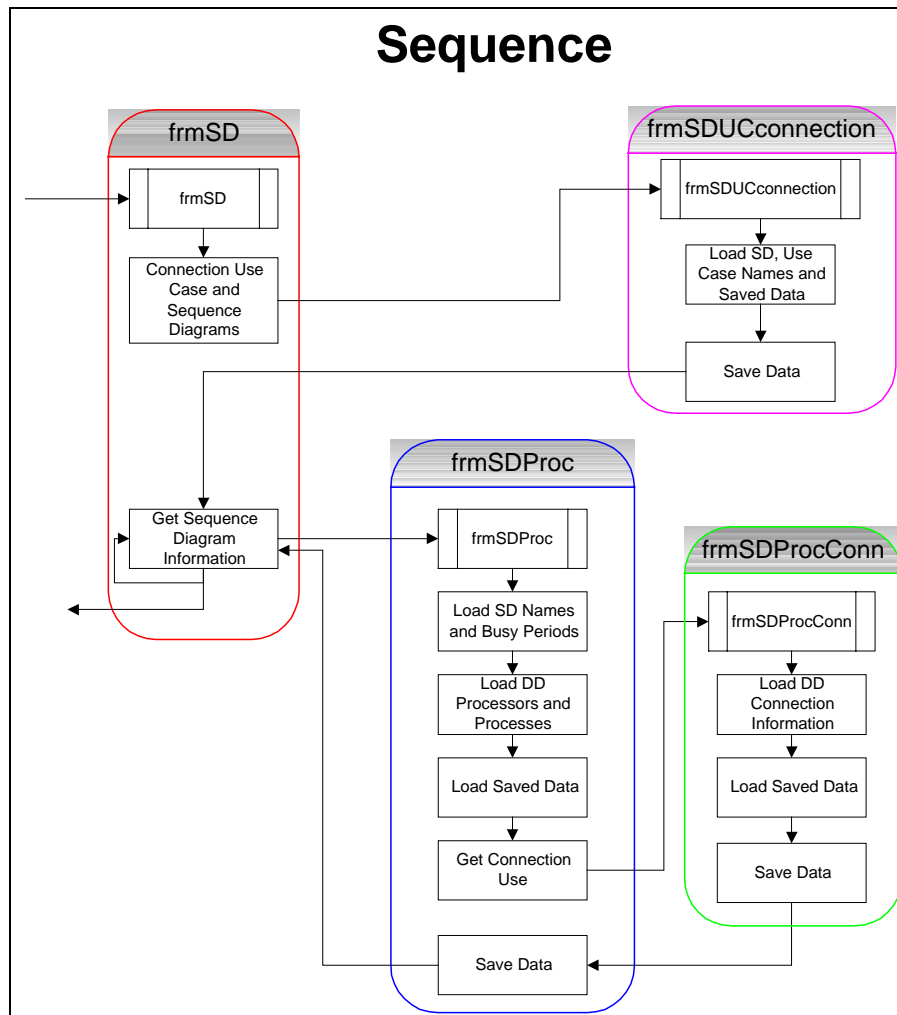 Sequence
frmSD
frmSD
Connection Use
Case and
Sequence
Diagrams
Get Sequence
Diagram
Information
frmSDUCconnection
frmSDUCconnection
Load SD, Use
Case Names and
Saved Data
Save Data
frmSDProc
frmSDProc
Load SD Names
and Busy Periods
Load DD
Processors and
Processes
Load Saved Data
Get Connection
Use
Save Data
frmSDProcConn
frmSDProcConn
Load DD
Connection
Information
Load Saved Data
Save Data